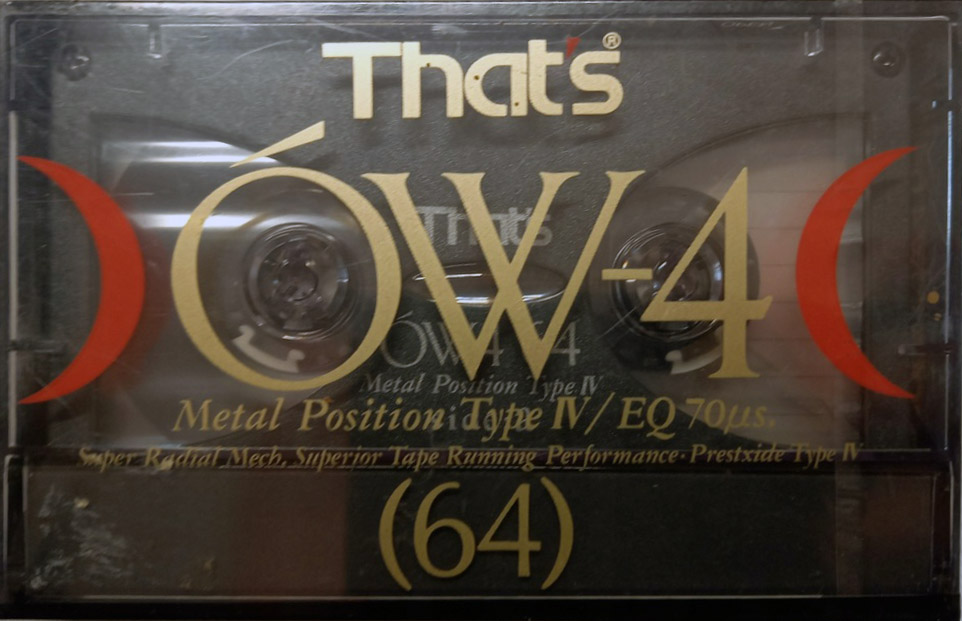 That's®
ÓW-4
That's
ÓW-4 64
Metal Position Type IV
Side A
Metal Position Type IV/EQ 70µs.
Super Radial Mech. Superior Tape Running Performance·Prestxide Type IV
(64)